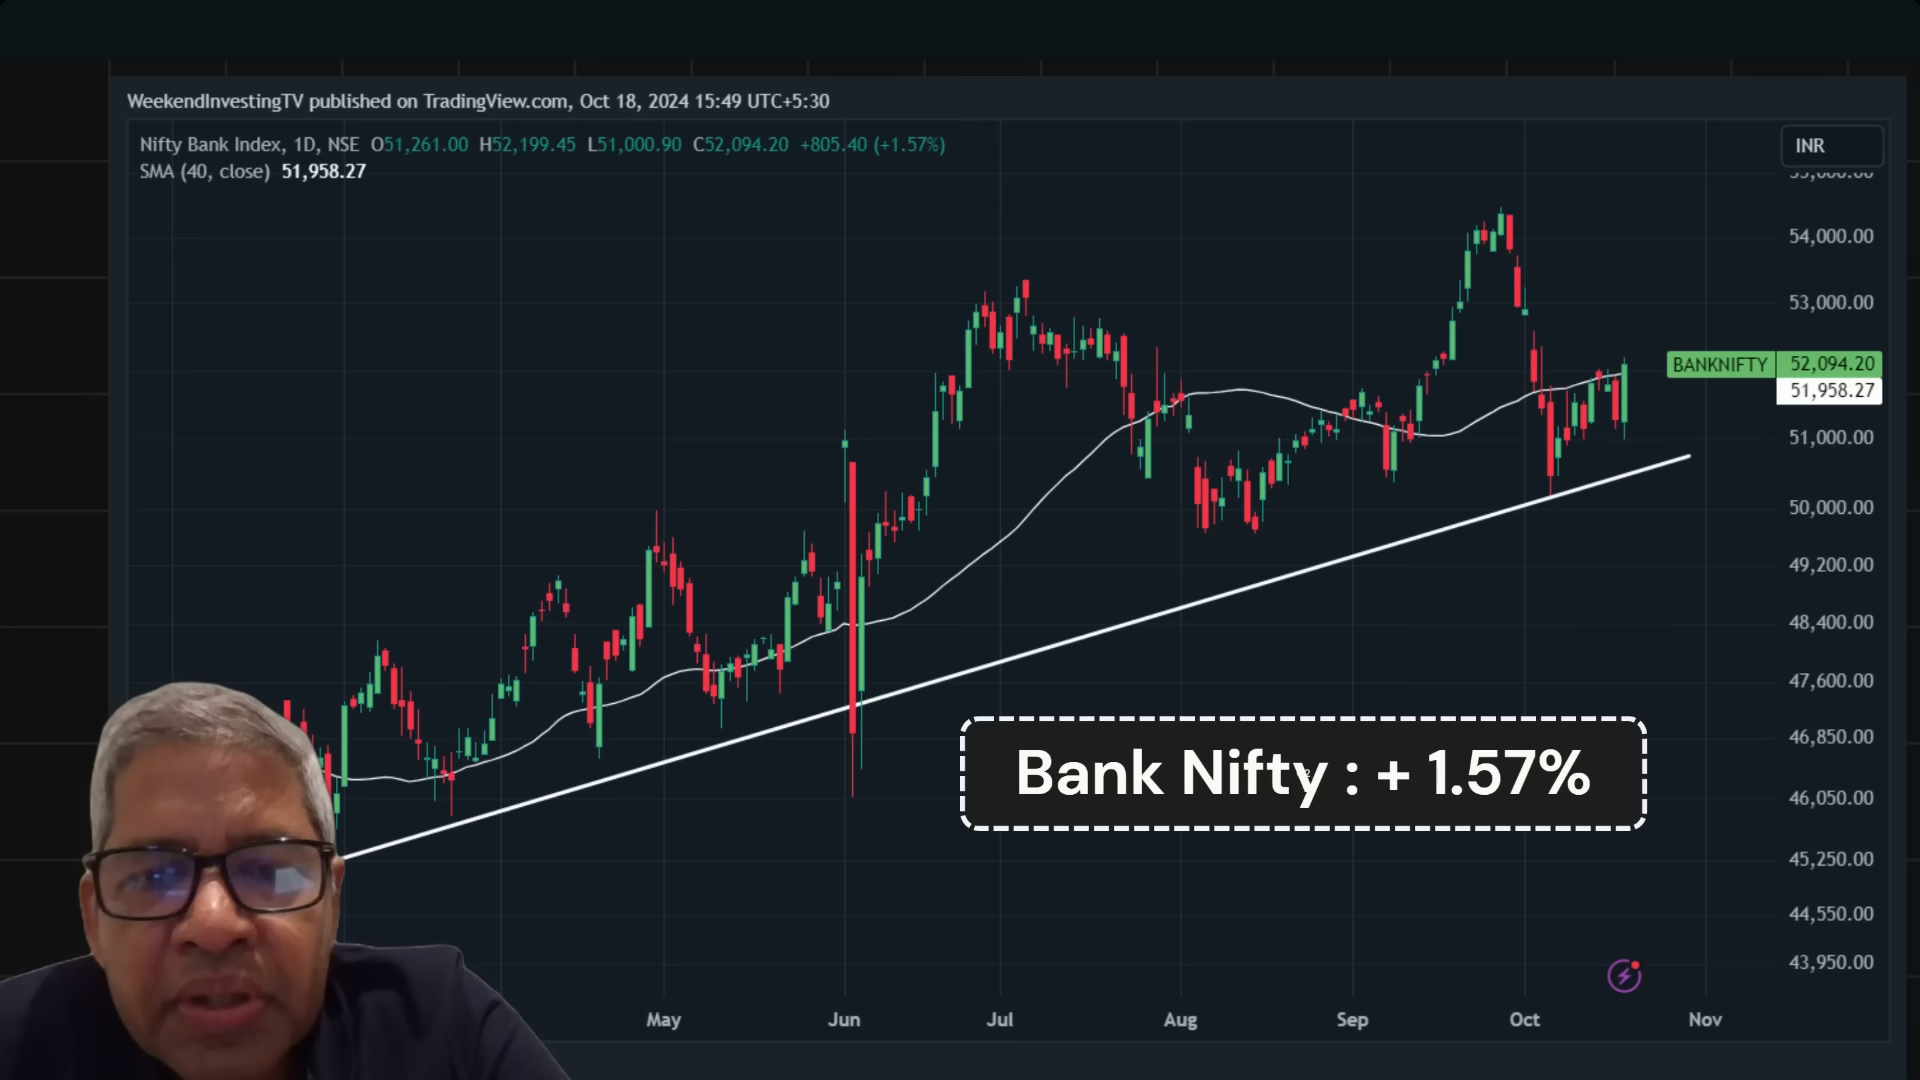 WeekendInvestingTV published on TradingView.com, Oct 18, 2024 15:49 UTC+5:30
Nifty Bank Index, 1D, NSE O51,261.00 H52,199.45 L51,000.90 C52,094.20 +805.40 (+1.57%)
SMA (40, close) 51,958.27
INR
54,000.00
53,000.00
BANKNIFTY 52,094.20
51,958.27
51,000.00
50,000.00
49,200.00
48,400.00
47,600.00
46,850.00
Bank Nifty : + 1.57%
46,050.00
45,250.00
44,550.00
43,950.00
May Jun Jul Aug Sep Oct Nov